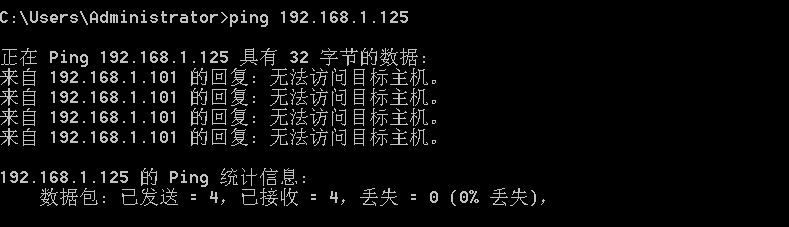 C:\Users\Administrator>ping 192.168.1.125
正在 Ping 192.168.1.125 具有 32 字节的数据:
来自 192.168.1.101 的回复: 无法访问目标主机。
来自 192.168.1.101 的回复: 无法访问目标主机。
来自 192.168.1.101 的回复: 无法访问目标主机。
来自 192.168.1.101 的回复: 无法访问目标主机。
192.168.1.125 的 Ping 统计信息:
数据包: 已发送 = 4，已接收 = 4，丢失 = 0 (0% 丢失)，